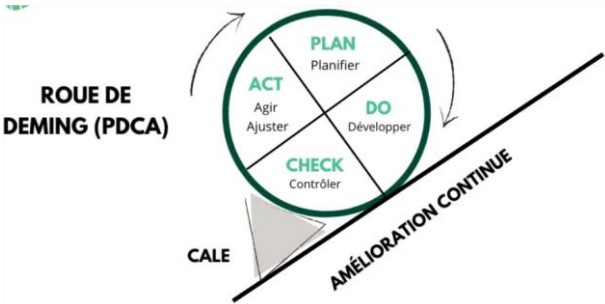 ROUE DE
DEMING (PDCA)
PLAN
Planifier
ACT
Agir
Ajuster
DO
Développer
CHECK
Contrôler
CALE
AMÉLIORATION CONTINUE